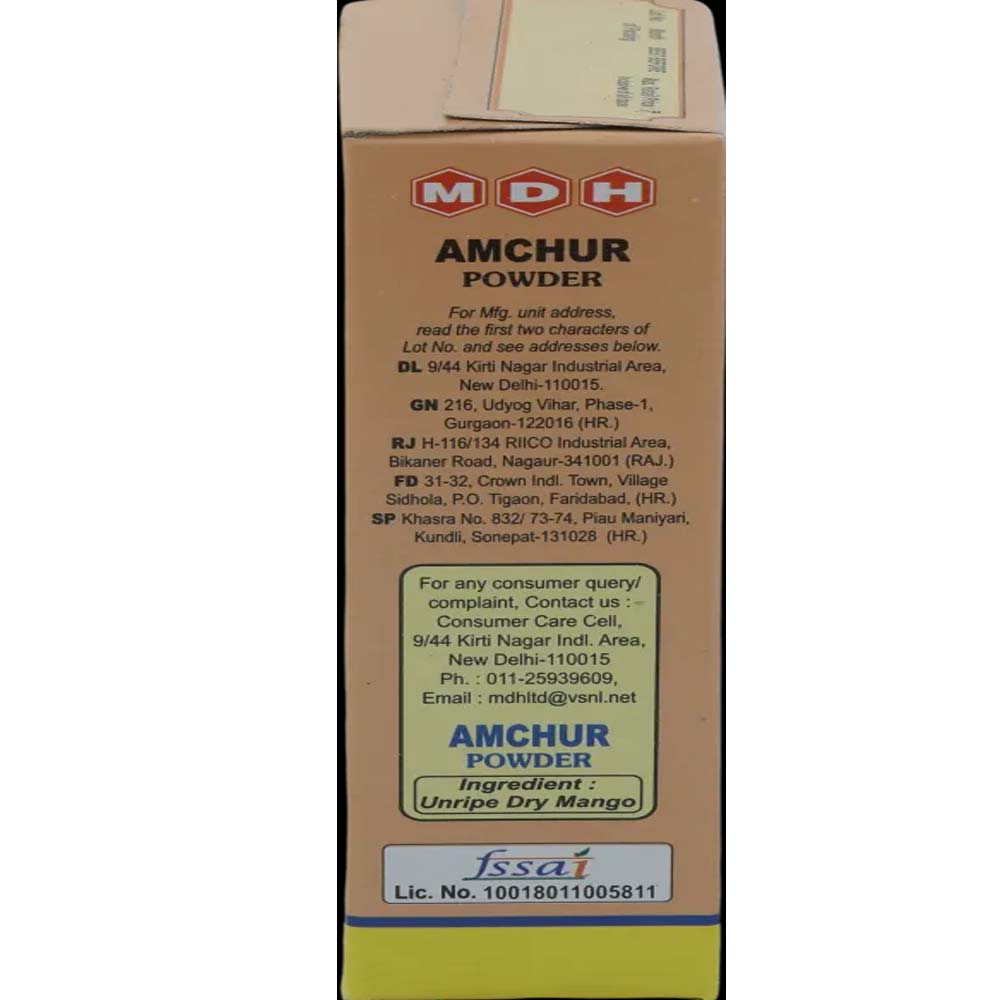 MDH
AMCHUR
POWDER
For Mfg. unit address,
read the first two characters of
Lot No. and see addresses below.
DL 9/44 Kirti Nagar Industrial Area,
New Delhi-110015.
GN 216, Udyog Vihar, Phase-1,
Gurgaon-122016 (HR.)
RJ H-116/134 RIICO Industrial Area,
Bikaner Road, Nagaur-341001 (RAJ.)
FD 31-32, Crown Indl. Town, Village
Sidhola, P.O. Tigaon, Faridabad, (HR.)
SP Khasra No. 832/ 73-74, Piau Maniyari,
Kundli, Sonepat-131028 (HR.)
For any consumer query/
complaint, Contact us :-
Consumer Care Cell,
9/44 Kirti Nagar Indl. Area,
New Delhi-110015
Ph. : 011-25939609,
Email : mdhltd@vsnl.net
AMCHUR
POWDER
Ingredient :
Unripe Dry Mango
fssai
Lic. No. 10018011005811